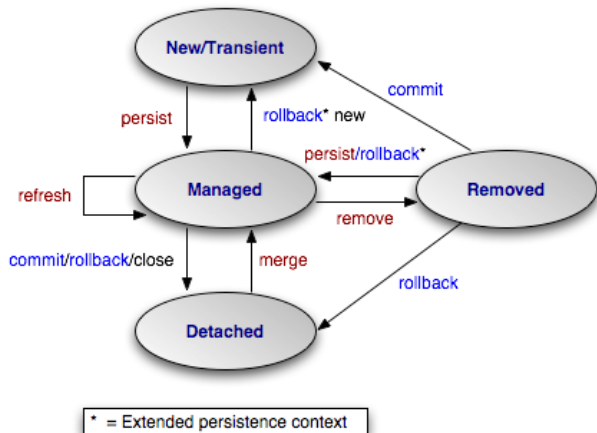 New/Transient
commit
persist
rollback* new
persist/rollback*
Managed
Removed
refresh
remove
commit/rollback/close
merge
rollback
Detached
* = Extended persistence context